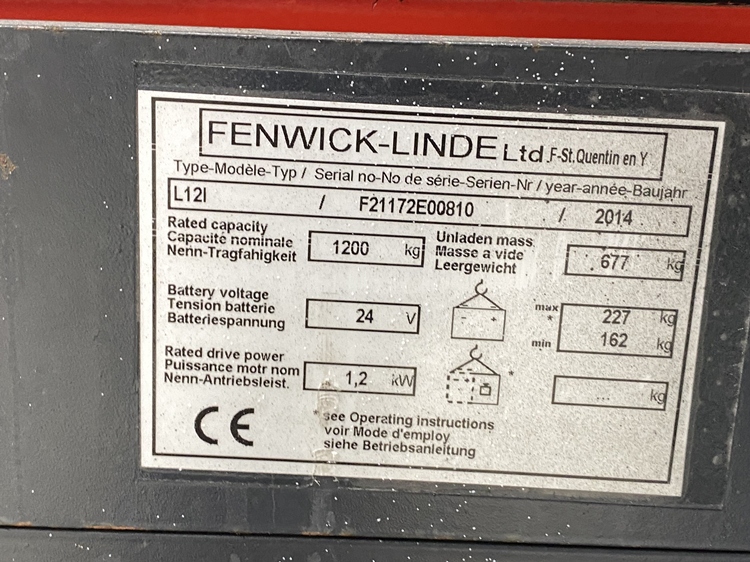 FENWICK-LINDE Ltd.,F-St.Quentin en Y
Type-Modèle-Typ / Serial no-No de série-Serien-Nr / year-année-Baujahr
L12I / F21172E00810 / 2014
Rated capacity
Capacité nominale
Nenn-Tragfahigkeit
1200 kg
Unladen mass
Masse a vide
Leergewicht
677 kg
Battery voltage
Tension batterie
Batteriespannung
24 V
- +
max 227 kg
*
min 162 kg
Rated drive power
Puissance motr nom
Nenn-Antriebsleist.
1,2 kW
*
... kg
CE
* see Operating instructions
voir Mode d'employ
siehe Betriebsanleitung